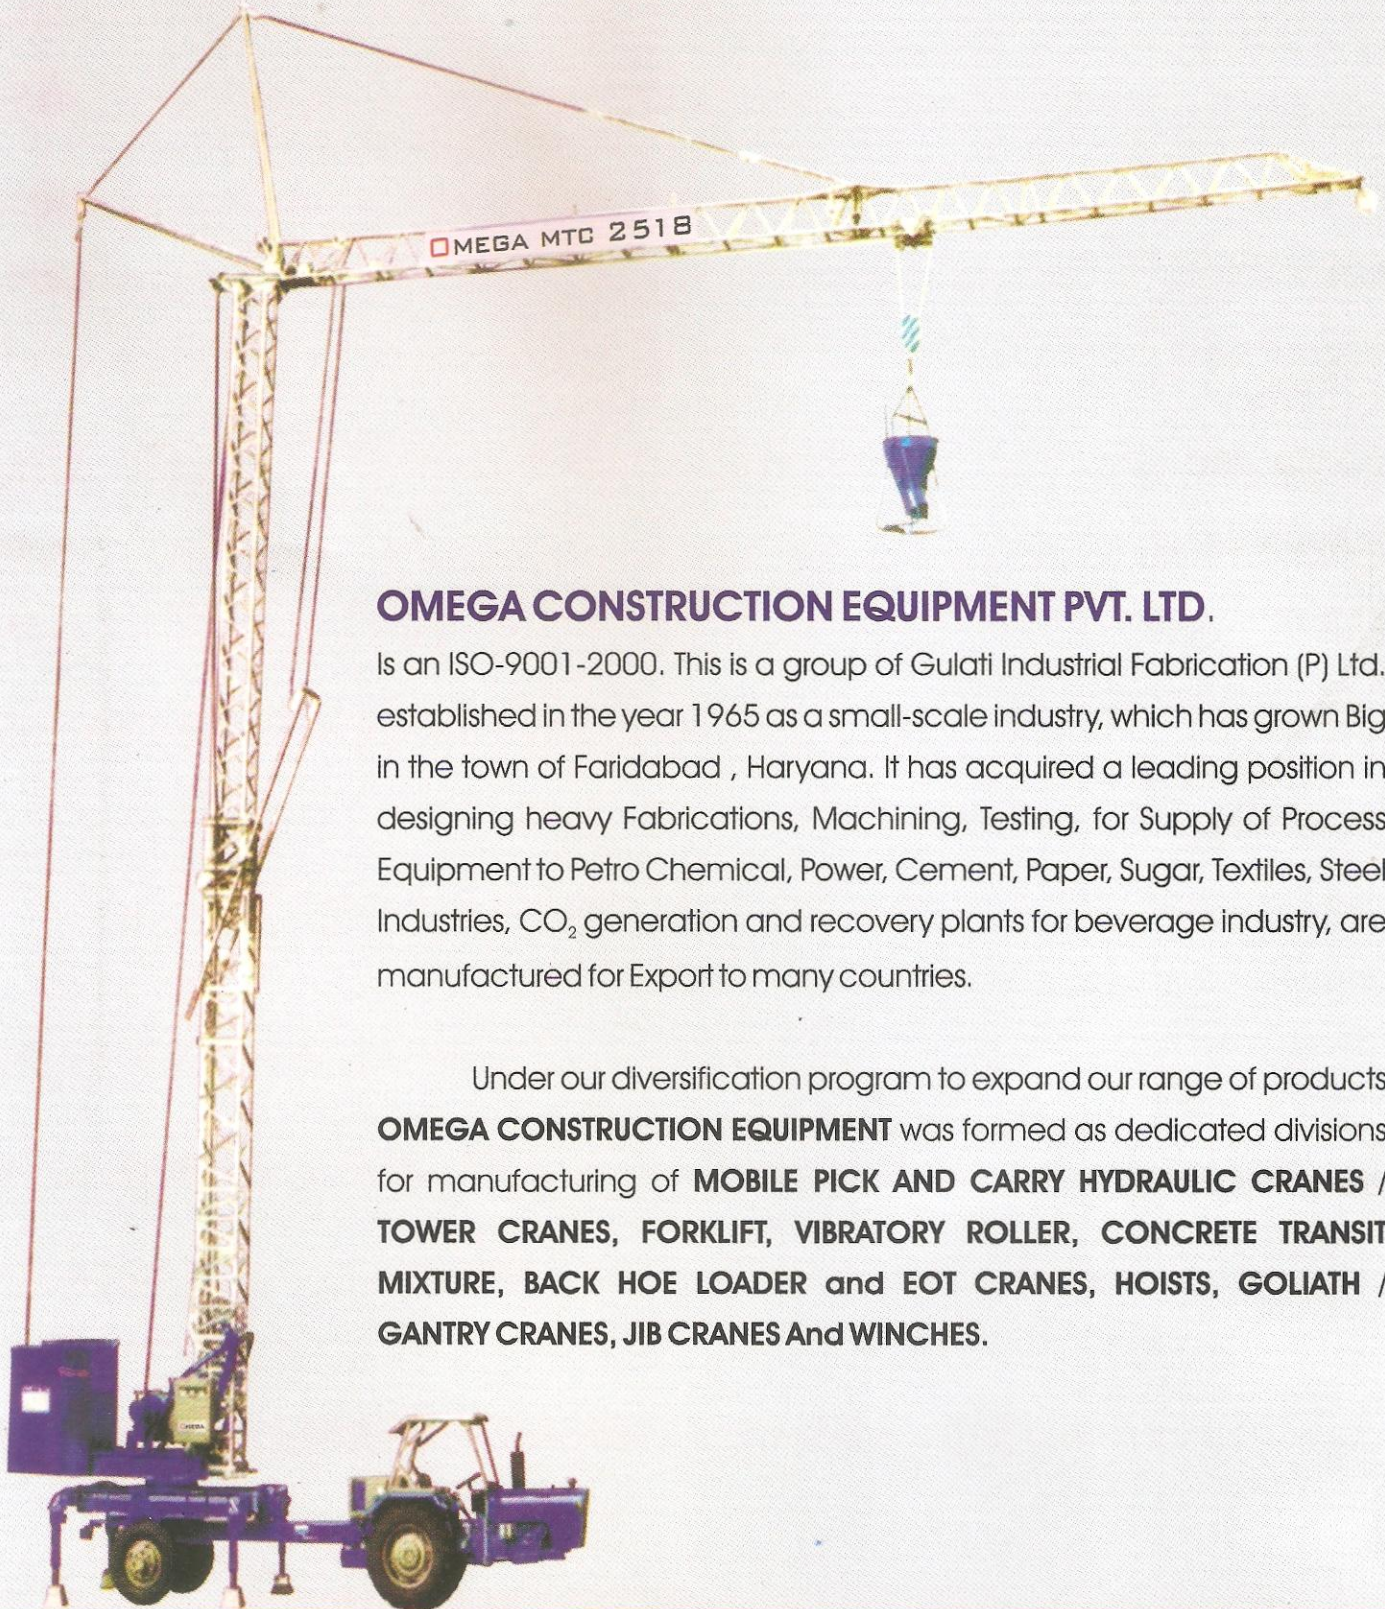 OMEGA MTC 2518
OMEGA CONSTRUCTION EQUIPMENT PVT. LTD.
Is an ISO-9001-2000. This is a group of Gulati Industrial Fabrication (P) Ltd.
established in the year 1965 as a small-scale industry, which has grown Big
in the town of Faridabad , Haryana. It has acquired a leading position in
designing heavy Fabrications, Machining, Testing, for Supply of Process
Equipment to Petro Chemical, Power, Cement, Paper, Sugar, Textiles, Steel
Industries, CO₂ generation and recovery plants for beverage industry, are
manufactured for Export to many countries.
Under our diversification program to expand our range of products
OMEGA CONSTRUCTION EQUIPMENT was formed as dedicated divisions
for manufacturing of MOBILE PICK AND CARRY HYDRAULIC CRANES /
TOWER CRANES, FORKLIFT, VIBRATORY ROLLER, CONCRETE TRANSIT
MIXTURE, BACK HOE LOADER and EOT CRANES, HOISTS, GOLIATH /
GANTRY CRANES, JIB CRANES And WINCHES.
OMEGA